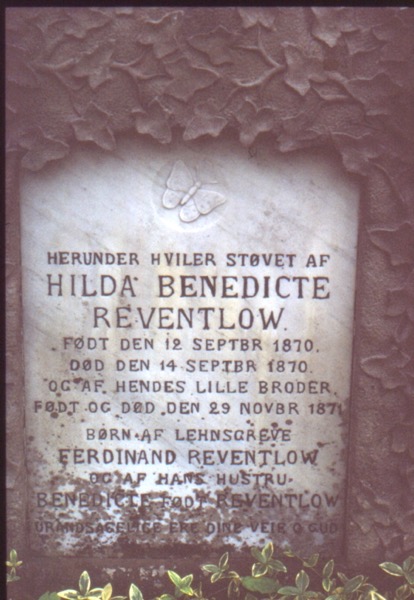 HERUNDER HVILER STØVET AF
HILDA BENEDICTE
REVENTLOW.
FØDT DEN 12 SEPTBR 1870.
DØD DEN 14 SEPTBR 1870
OG AF HENDES LILLE BRODER.
FØDT OG DØD DEN 29 NOVBR 1871
BØRN AF LEHNSGREVE
FERDINAND REVENTLOW
OG AF HANS HUSTRU
BENEDICTE FØDT REVENTLOW
URANDSAGELIGE ERE DINE VEIE O GUD